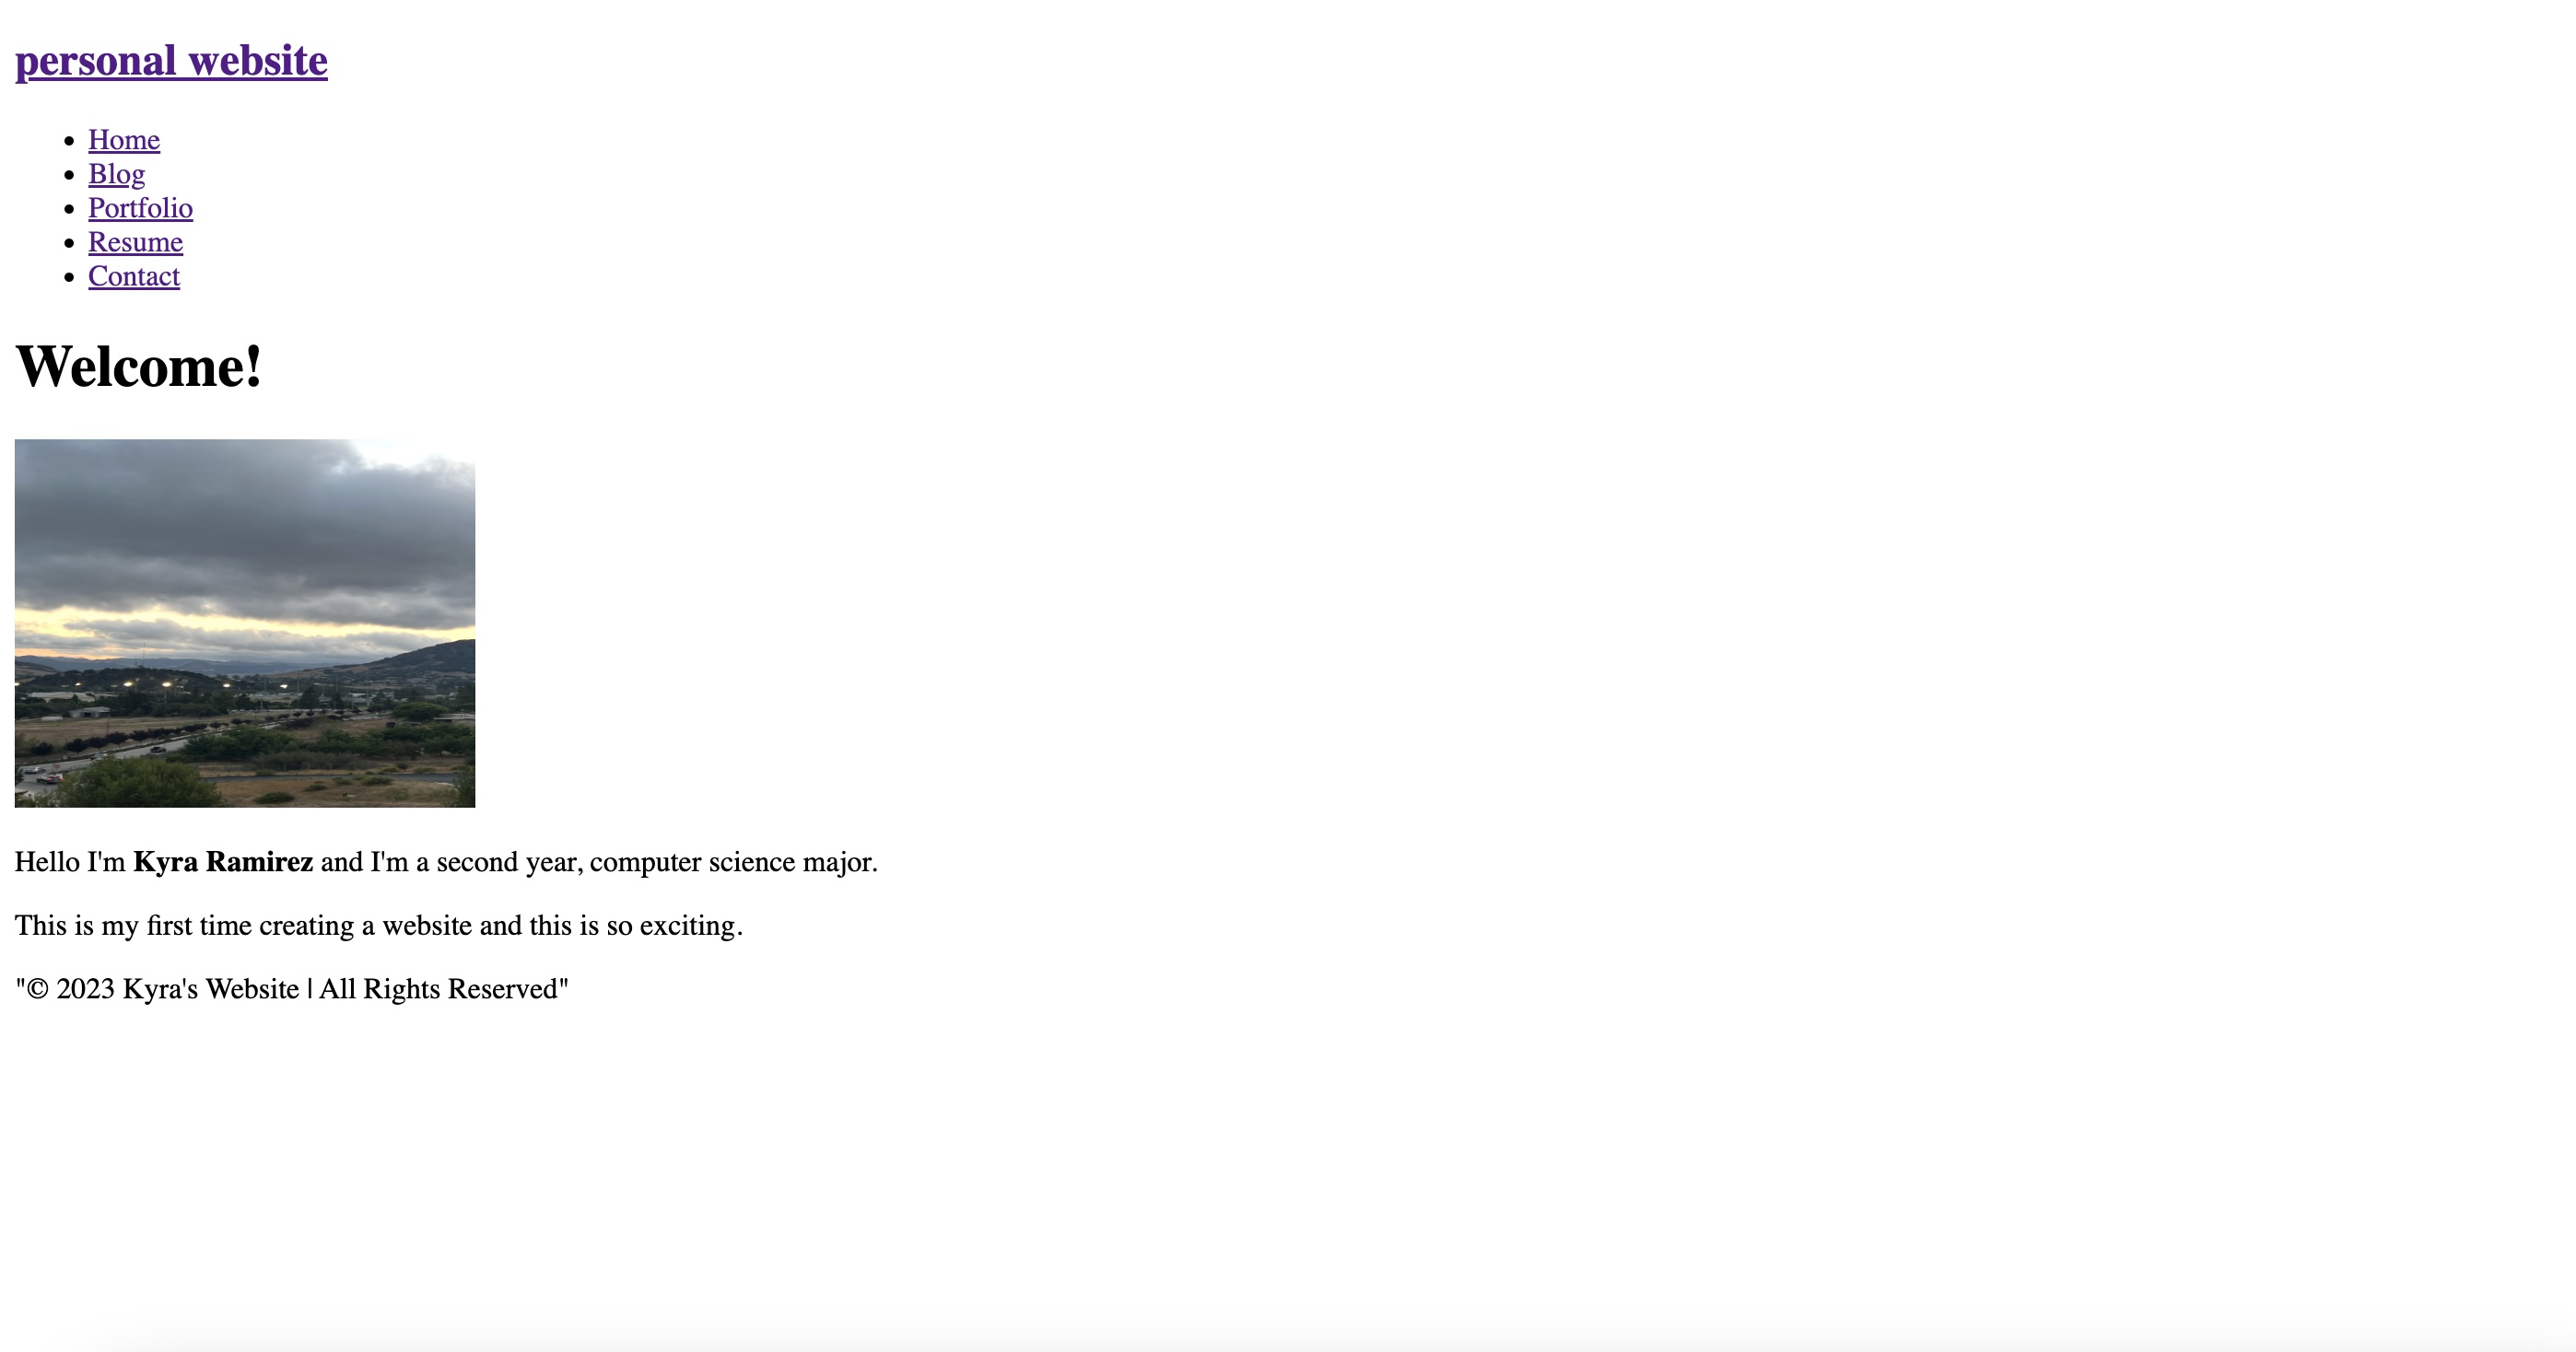 personal website
Home
Blog
Portfolio
Resume
Contact
Welcome!
Hello I'm Kyra Ramirez and I'm a second year, computer science major.
This is my first time creating a website and this is so exciting.
"© 2023 Kyra's Website | All Rights Reserved"